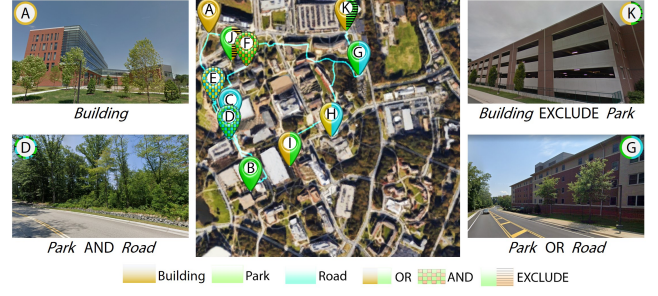 A
Building
D
Park AND Road
A
K
J
F
G
E
C
D
H
I
B
K
Building EXCLUDE Park
G
Park OR Road
Building Park Road OR AND EXCLUDE